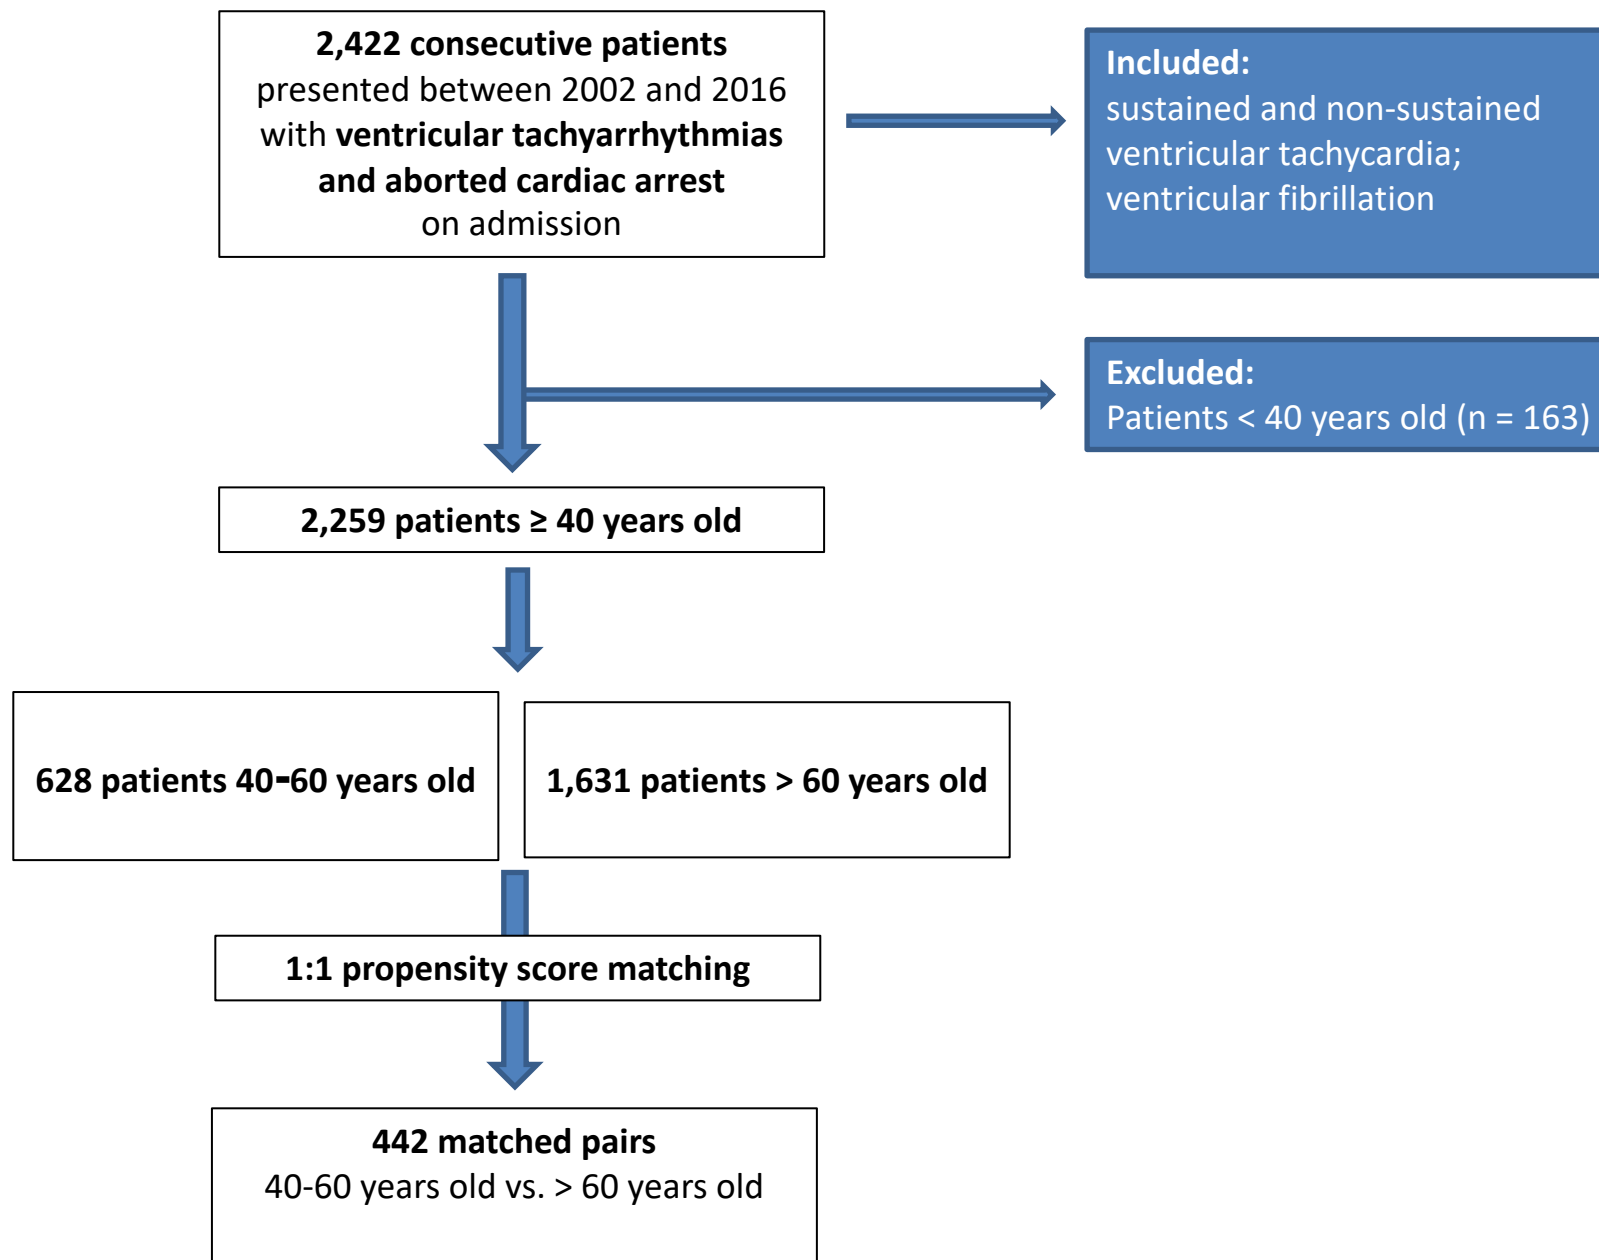 2,422 consecutive patients
presented between 2002 and 2016
with ventricular tachyarrhythmias
and aborted cardiac arrest
on admission
Included:
sustained and non-sustained
ventricular tachycardia;
ventricular fibrillation
Excluded:
Patients < 40 years old (n = 163)
2,259 patients ≥ 40 years old
628 patients 40-60 years old
1,631 patients > 60 years old
1:1 propensity score matching
442 matched pairs
40-60 years old vs. > 60 years old